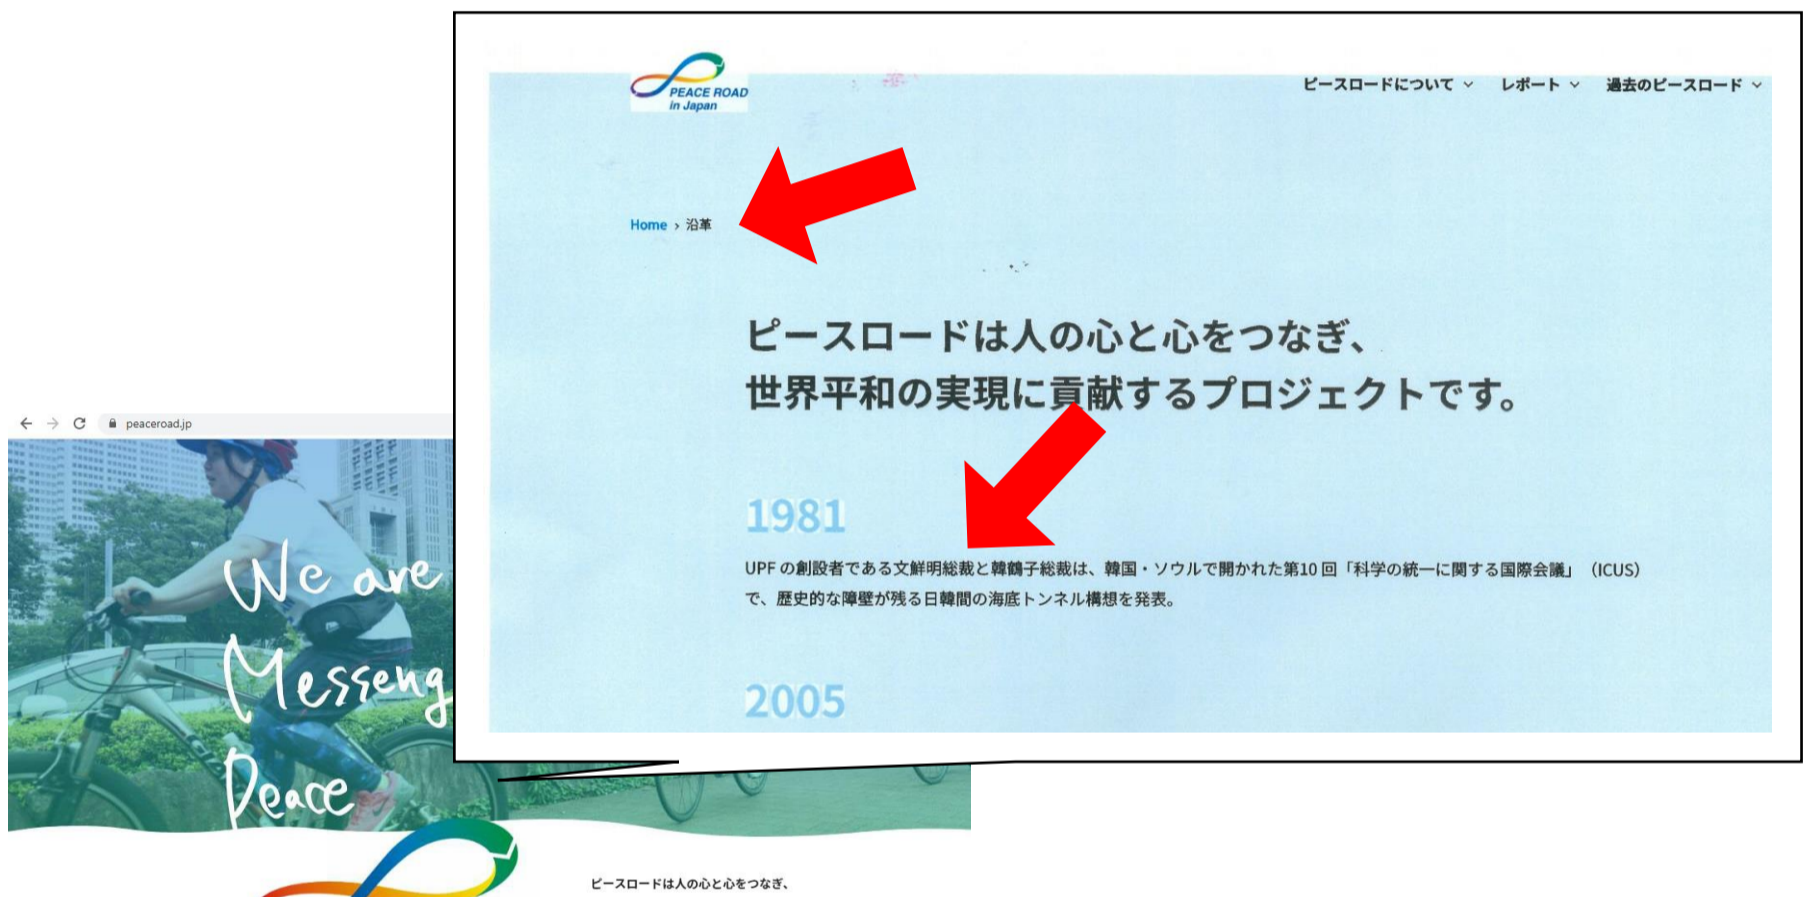 PEACE ROAD
in Japan
ピースロードについて
レポート
過去のピースロード
Home › 沿革
ピースロードは人の心と心をつなぎ、
世界平和の実現に貢献するプロジェクトです。
1981
UPF の創設者である文鮮明総裁と韓鶴子総裁は、韓国・ソウルで開かれた第10 回「科学の統一に関する国際会議」（ICUS）
で、歴史的な障壁が残る日韓間の海底トンネル構想を発表。
2005
peaceroad.jp
We are
Messeng
Peace
ピースロードは人の心と心をつなぎ、